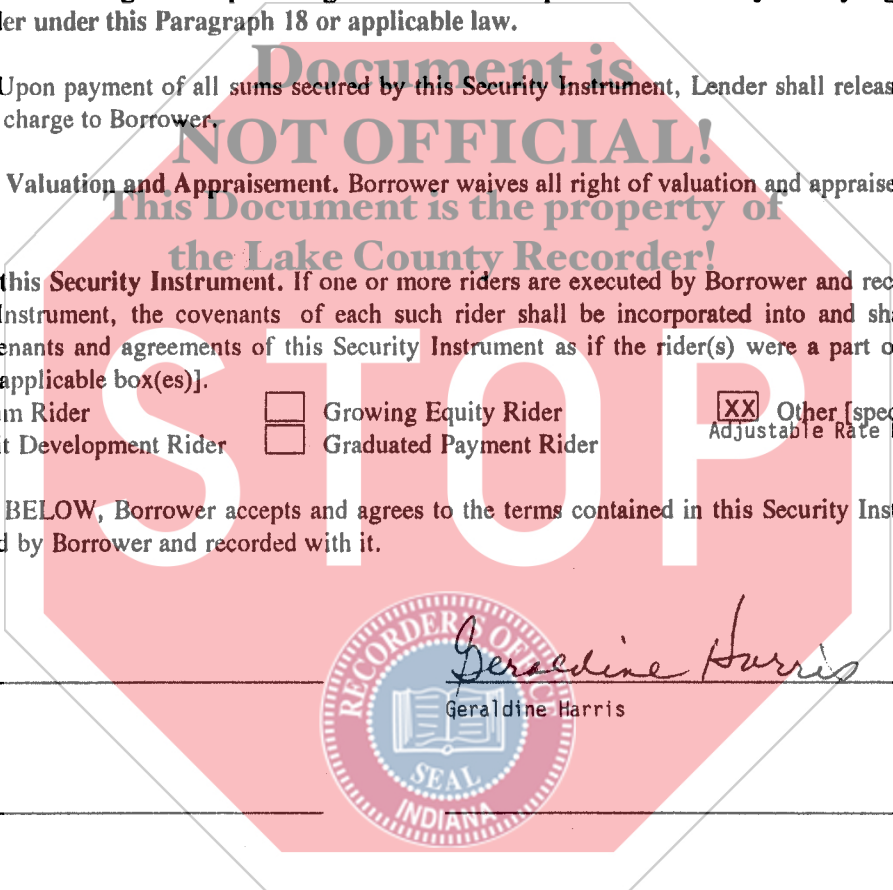 er under this Paragraph 18 or applicable law.
Document is
Upon payment of all sums secured by this Security Instrument, Lender shall releas
charge to Borrower.
NOT OFFICIAL!
Valuation and Appraisement. Borrower waives all right of valuation and appraise
This Document is the property of
the Lake County Recorder!
this Security Instrument. If one or more riders are executed by Borrower and rec
Instrument, the covenants of each such rider shall be incorporated into and sha
enants and agreements of this Security Instrument as if the rider(s) were a part o
applicable box(es)].
m Rider Growing Equity Rider XX Other [spec
it Development Rider Graduated Payment Rider Adjustable Rate
STOP
BELOW, Borrower accepts and agrees to the terms contained in this Security Inst
d by Borrower and recorded with it.
Geraldine Harris
Geraldine Harris
RECORDER'S OFFICE
SEAL
INDIANA